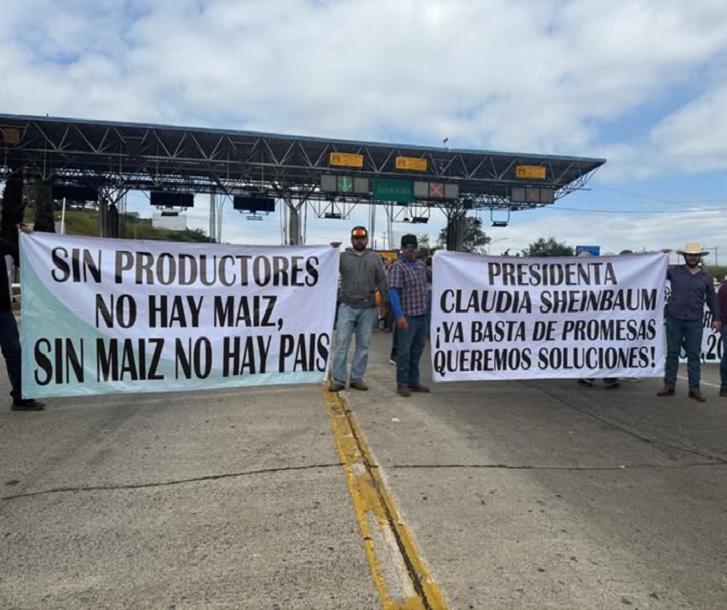 SIN PRODUCTORES
NO HAY MAIZ,
SIN MAIZ NO HAY PAIS
PRESIDENTA
CLAUDIA SHEINBAUM
¡YA BASTA DE PROMESAS
QUEREMOS SOLUCIONES!